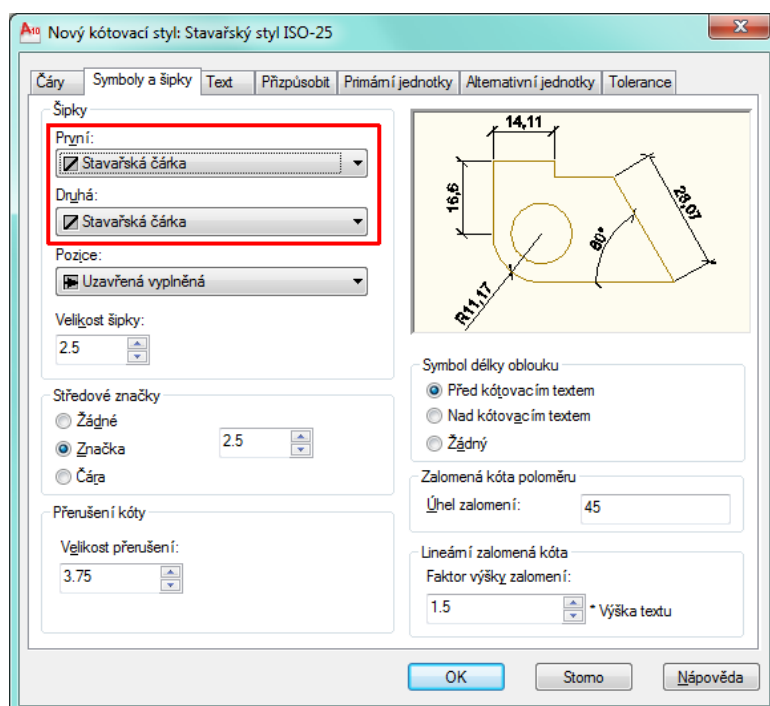 Nový kótovací styl: Stavařský styl ISO-25
Čáry
Symboly a šipky
Text
Přizpůsobit
Primární jednotky
Alternativní jednotky
Tolerance
Šipky
První:
Stavařská čárka
Druhá:
Stavařská čárka
Pozice:
Uzavřená vyplněná
Velikost šipky:
2.5
Středové značky
Žádné
Značka
2.5
Čára
Přerušení kóty
Velikost přerušení:
3.75
14,11
16,6
28,07
60°
R11,17
Symbol délky oblouku
Před kótovacím textem
Nad kótovacím textem
Žádný
Zalomená kóta poloměru
Úhel zalomení:
45
Lineární zalomená kóta
Faktor výšky zalomení:
1.5
* Výška textu
OK
Storno
Nápověda